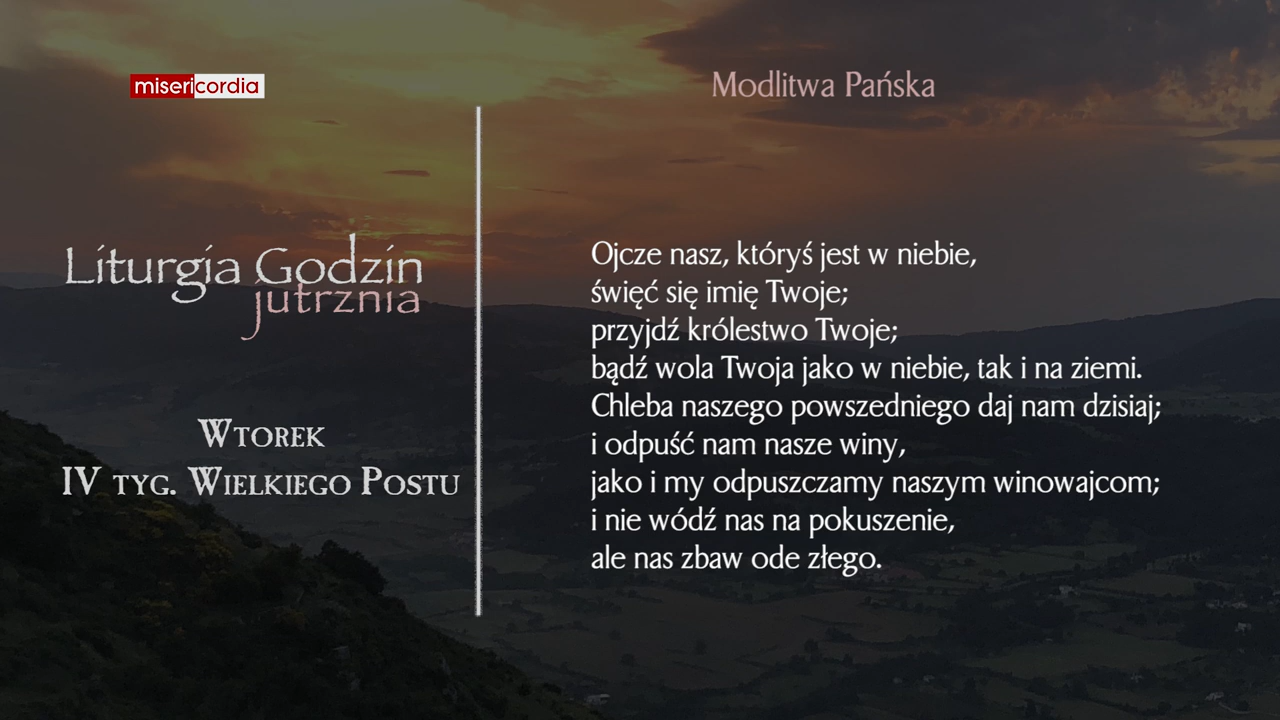 misericordia
Liturgia Godzin
jutrznia
Wtorek
IV tyg. Wielkiego Postu
Modlitwa Pańska
Ojcze nasz, któryś jest w niebie,
święć się imię Twoje;
przyjdź królestwo Twoje;
bądź wola Twoja jako w niebie, tak i na ziemi.
Chleba naszego powszedniego daj nam dzisiaj;
i odpuść nam nasze winy,
jako i my odpuszczamy naszym winowajcom;
i nie wódź nas na pokuszenie,
ale nas zbaw ode złego.